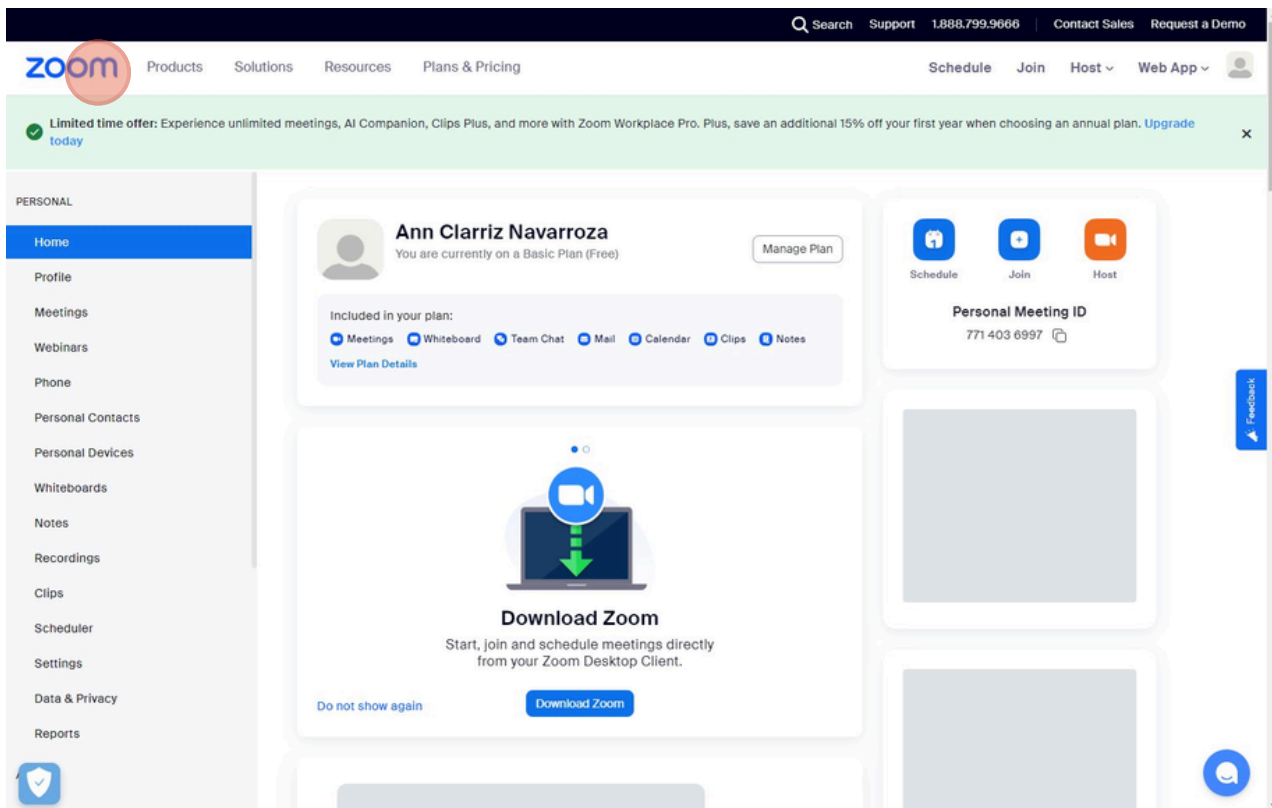 Search Support 1.888.799.9666 Contact Sales Request a Demo
zoom Products Solutions Resources Plans & Pricing Schedule Join Host Web App
Limited time offer: Experience unlimited meetings, AI Companion, Clips Plus, and more with Zoom Workplace Pro. Plus, save an additional 15% off your first year when choosing an annual plan. Upgrade
today
PERSONAL
Home
Profile
Meetings
Webinars
Phone
Personal Contacts
Personal Devices
Whiteboards
Notes
Recordings
Clips
Scheduler
Settings
Data & Privacy
Reports
Ann Clarriz Navarroza
You are currently on a Basic Plan (Free)
Manage Plan
Included in your plan:
Meetings Whiteboard Team Chat Mail Calendar Clips Notes
View Plan Details
Download Zoom
Start, join and schedule meetings directly
from your Zoom Desktop Client.
Do not show again
Download Zoom
1
Schedule Join Host
Personal Meeting ID
771 403 6997
Feedback